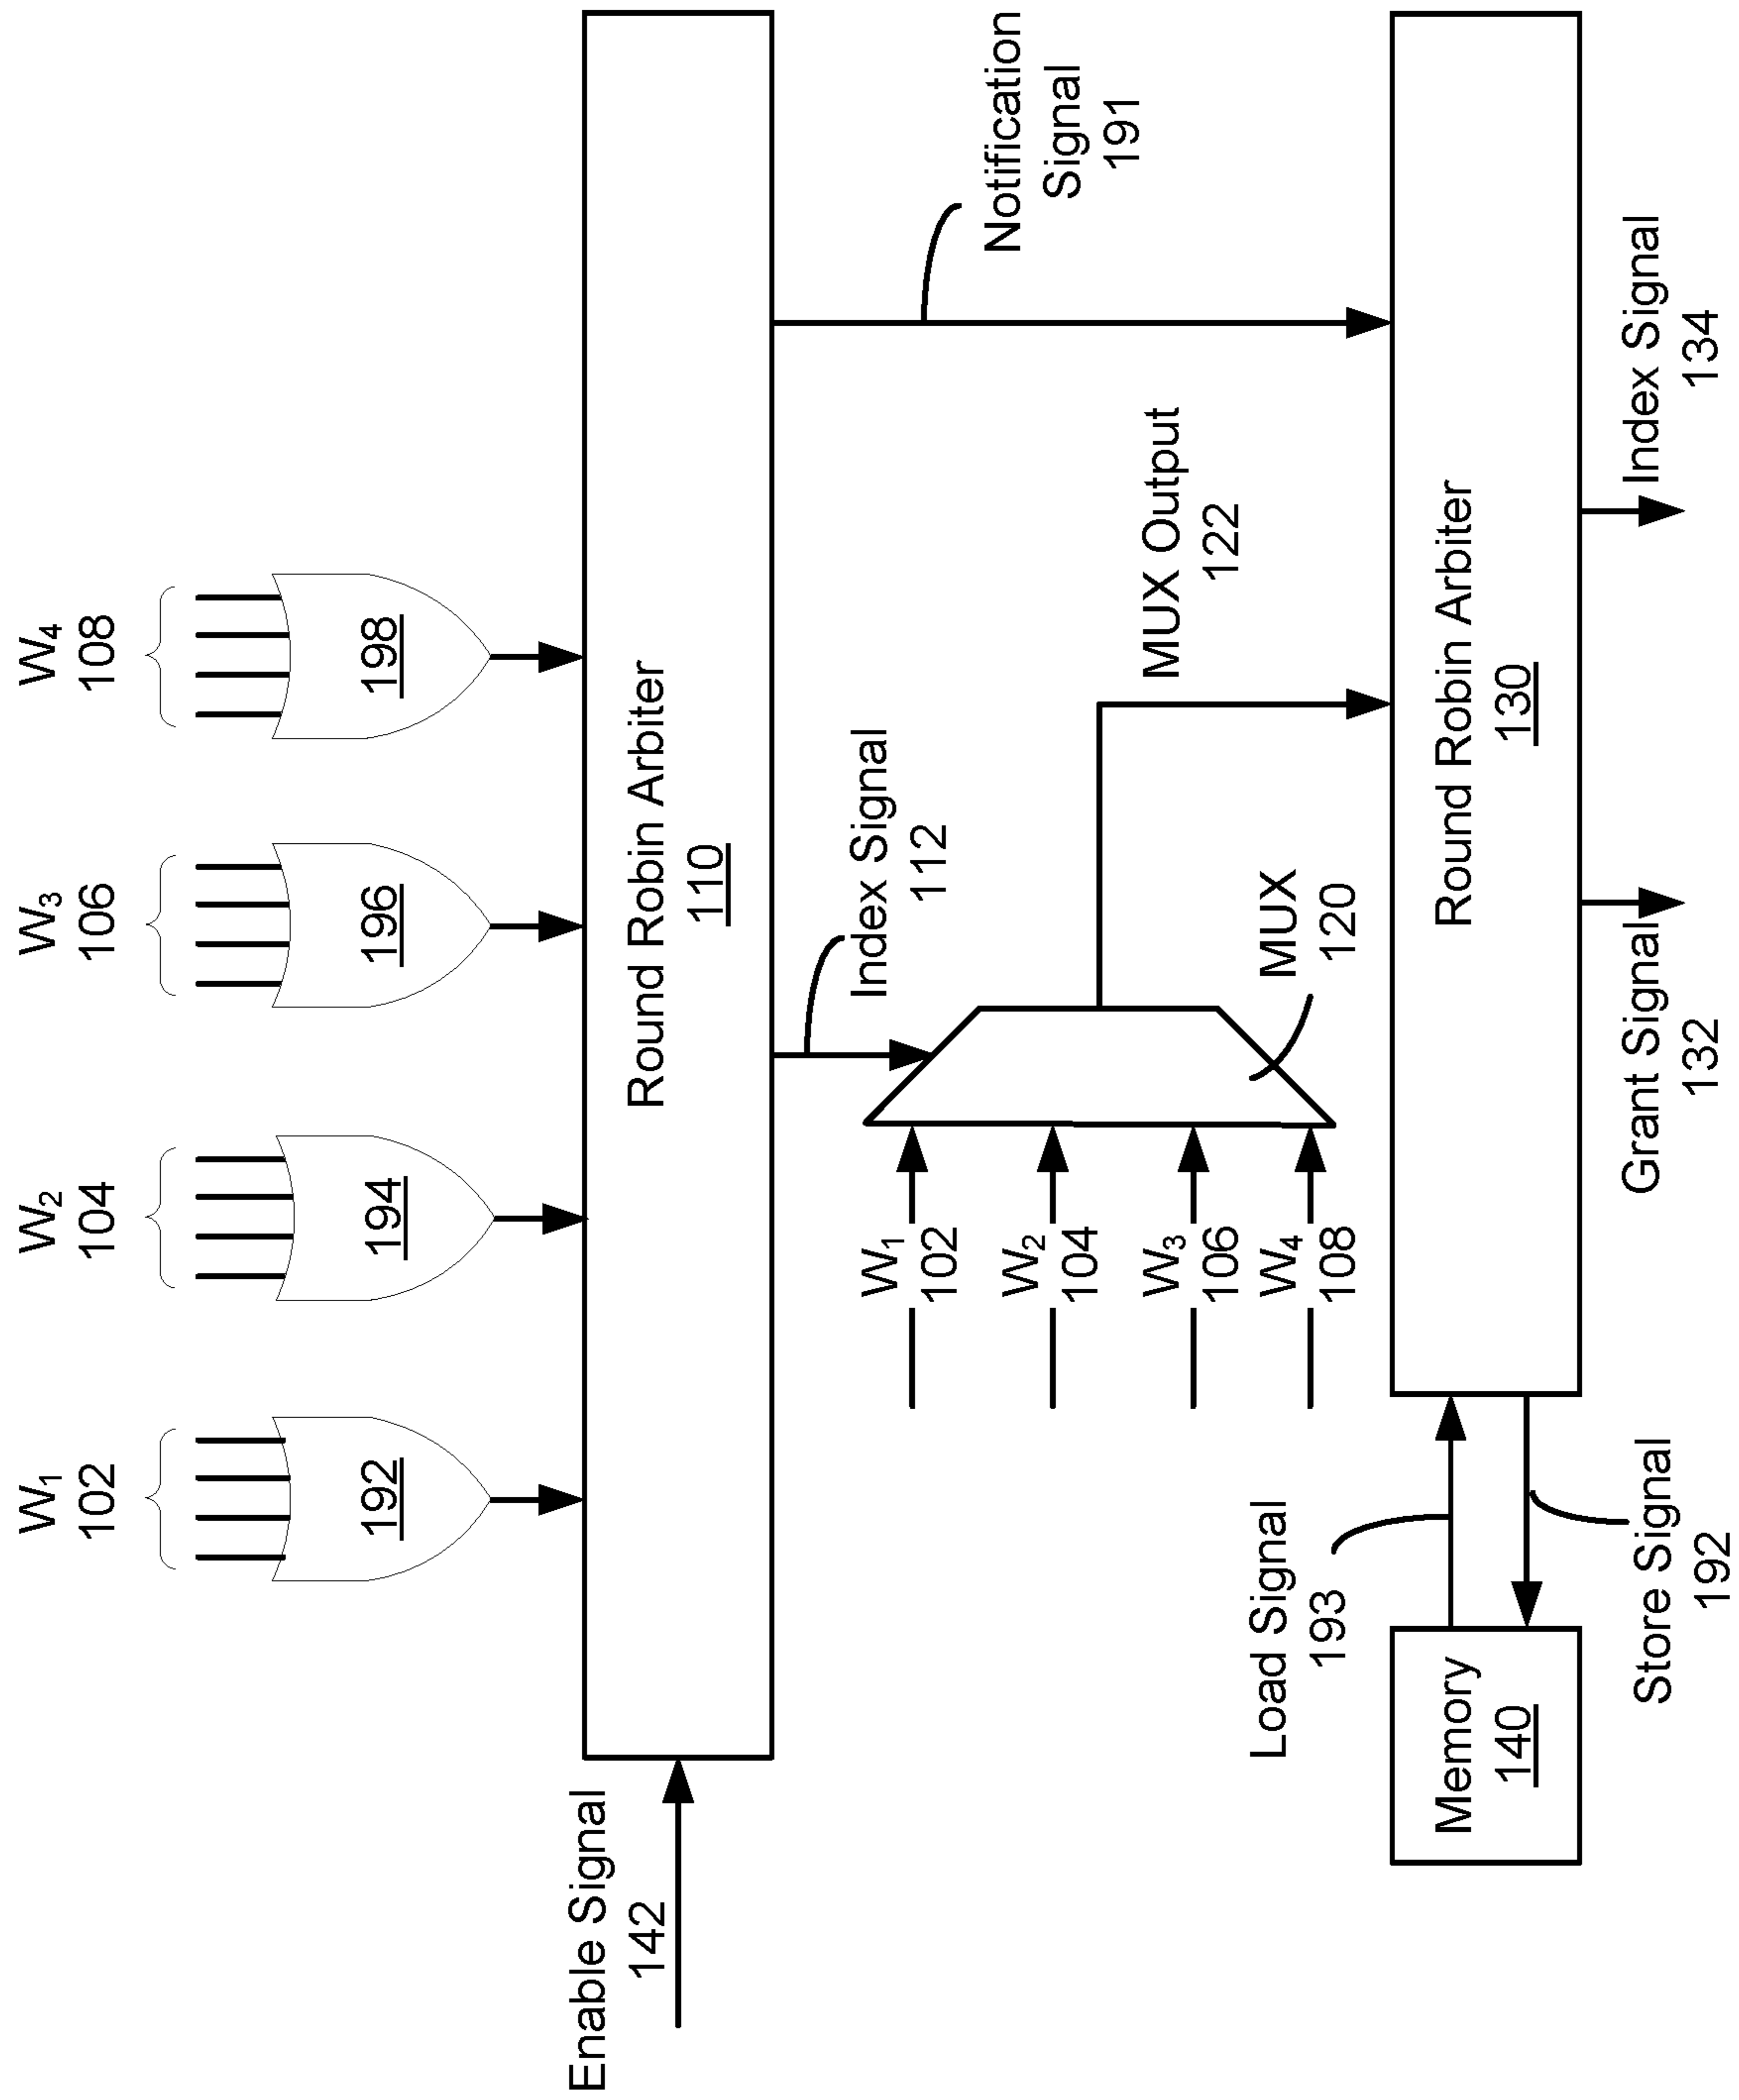 W1
102
W2
104
W3
106
W4
108
192
194
196
198
Enable Signal
142
Round Robin Arbiter
110
Index Signal
112
Notification
Signal
191
W1
102
W2
104
W3
106
W4
108
MUX
120
MUX Output
122
Load Signal
193
Memory
140
Store Signal
192
Round Robin Arbiter
130
Grant Signal
132
Index Signal
134